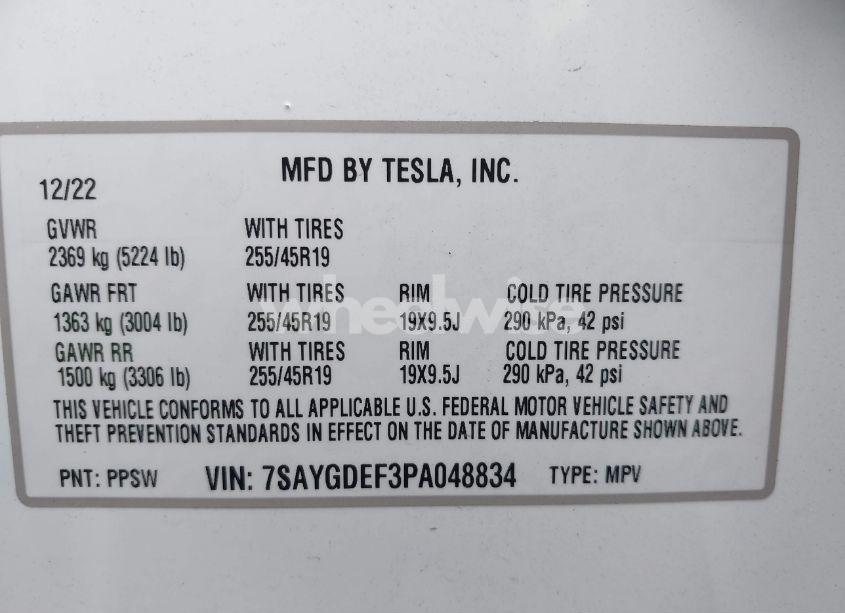 MFD BY TESLA, INC.
12/22
GVWR WITH TIRES
2369 kg (5224 lb) 255/45R19
GAWR FRT WITH TIRES RIM COLD TIRE PRESSURE
1363 kg (3004 lb) 255/45R19 19X9.5J 290 kPa, 42 psi
GAWR RR WITH TIRES RIM COLD TIRE PRESSURE
1500 kg (3306 lb) 255/45R19 19X9.5J 290 kPa, 42 psi
THIS VEHICLE CONFORMS TO ALL APPLICABLE U.S. FEDERAL MOTOR VEHICLE SAFETY AND
THEFT PREVENTION STANDARDS IN EFFECT ON THE DATE OF MANUFACTURE SHOWN ABOVE.
PNT: PPSW VIN: 7SAYGDEF3PA048834 TYPE: MPV
wheelwise